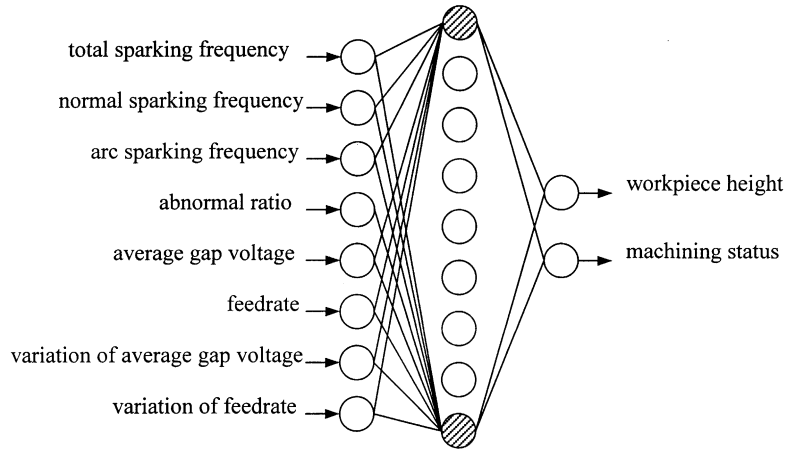 total sparking frequency
normal sparking frequency
arc sparking frequency
abnormal ratio
average gap voltage
feedrate
variation of average gap voltage
variation of feedrate
workpiece height
machining status